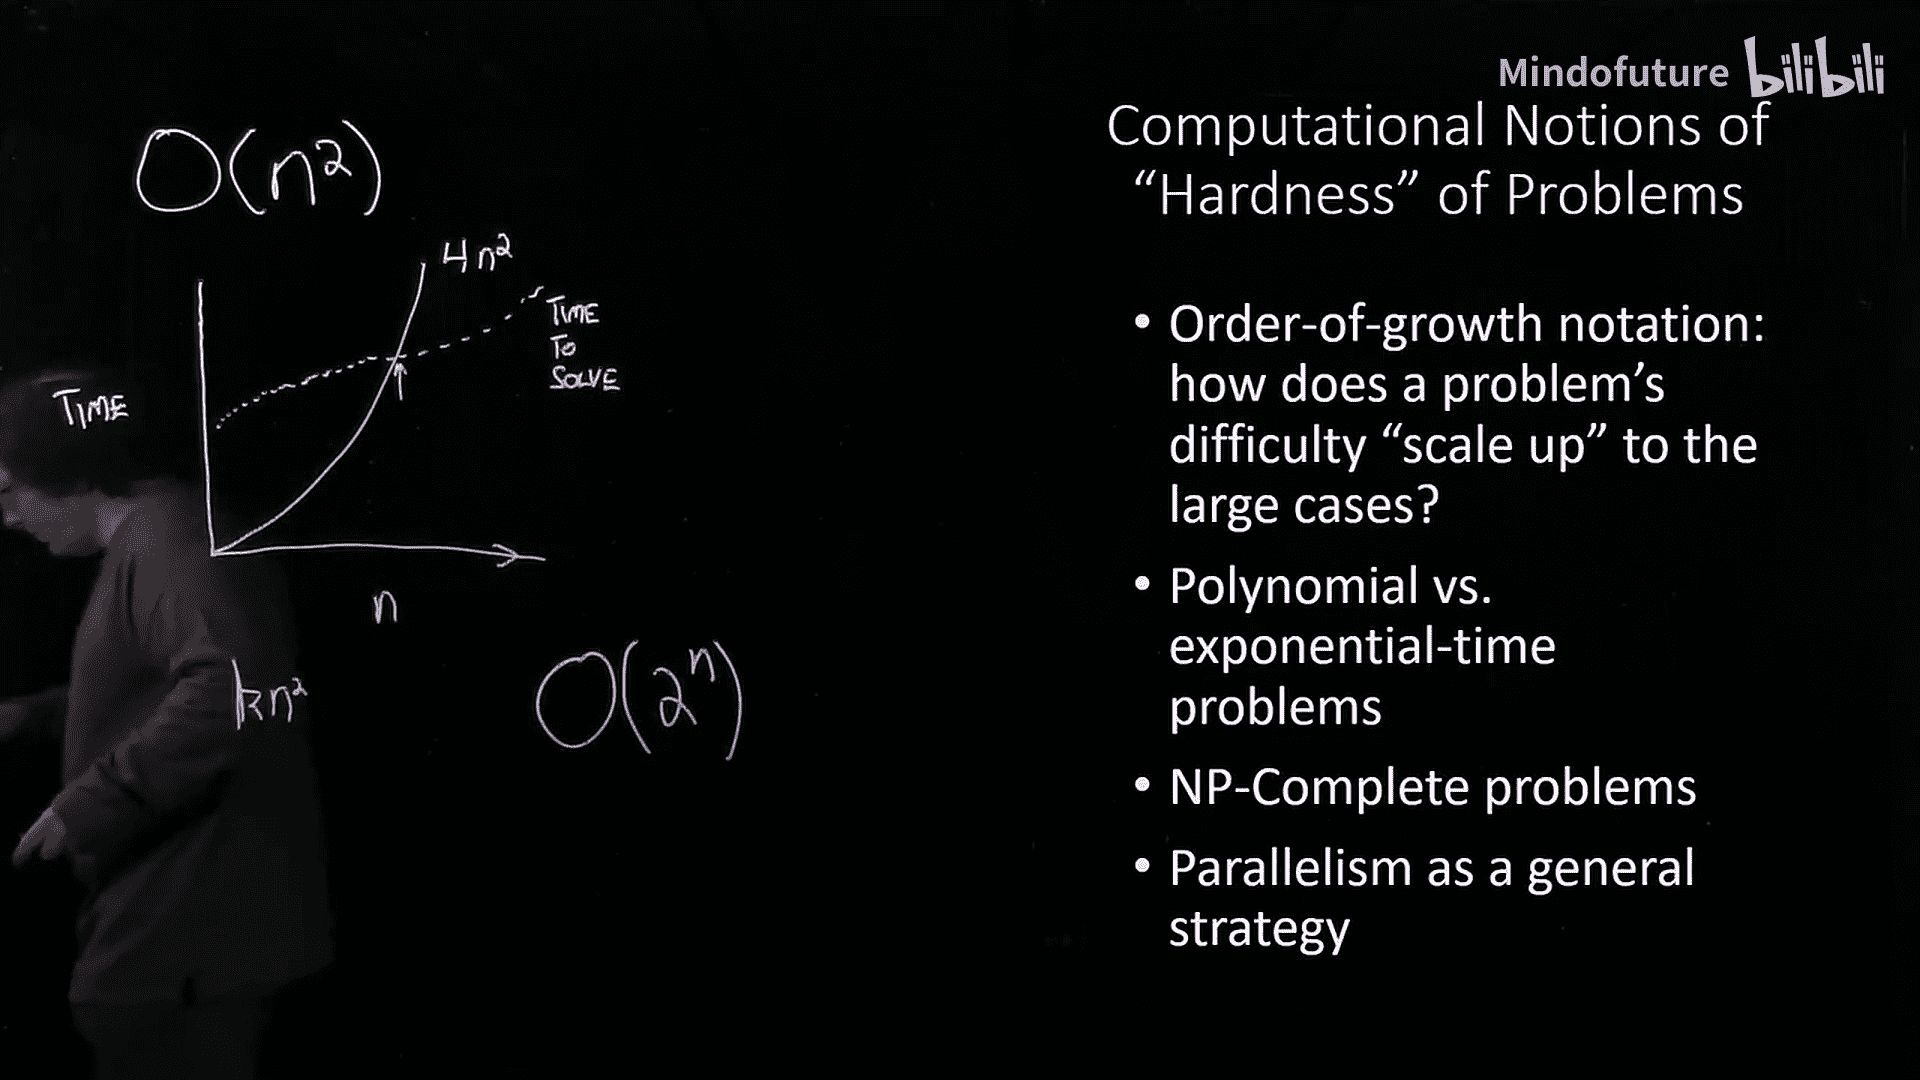 Mindofuture bilibili
Computational Notions of
“Hardness” of Problems
• Order-of-growth notation:
how does a problem’s
difficulty “scale up” to the
large cases?
• Polynomial vs.
exponential-time
problems
• NP-Complete problems
• Parallelism as a general
strategy
O(n²)
4n²
TIME
TO
SOLVE
TIME
n
kn²
O(2ⁿ)